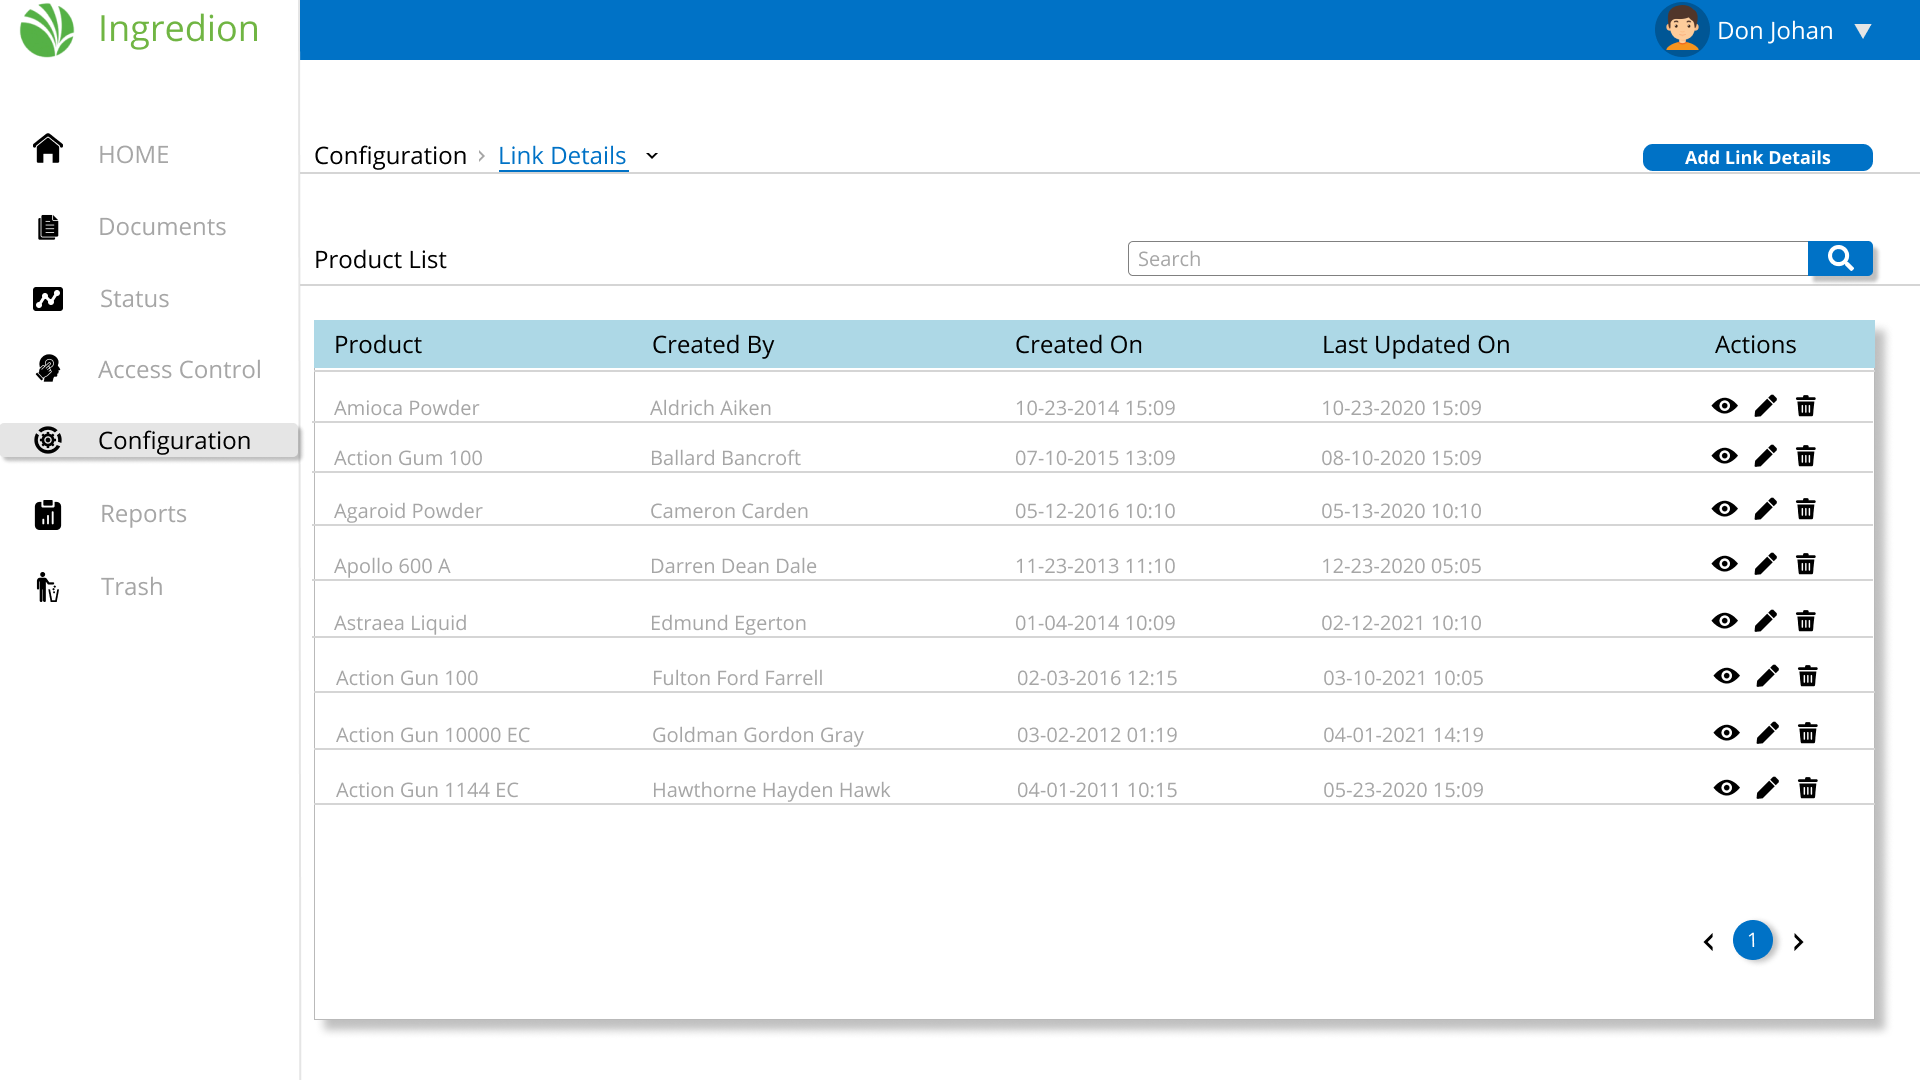 Ingredion
Don Johan
HOME
Documents
Status
Access Control
Configuration
Reports
Trash
Configuration › Link Details
Add Link Details
Product List
Search
Product Created By Created On Last Updated On Actions
Amioca Powder Aldrich Aiken 10-23-2014 15:09 10-23-2020 15:09
Action Gum 100 Ballard Bancroft 07-10-2015 13:09 08-10-2020 15:09
Agaroid Powder Cameron Carden 05-12-2016 10:10 05-13-2020 10:10
Apollo 600 A Darren Dean Dale 11-23-2013 11:10 12-23-2020 05:05
Astraea Liquid Edmund Egerton 01-04-2014 10:09 02-12-2021 10:10
Action Gun 100 Fulton Ford Farrell 02-03-2016 12:15 03-10-2021 10:05
Action Gun 10000 EC Goldman Gordon Gray 03-02-2012 01:19 04-01-2021 14:19
Action Gun 1144 EC Hawthorne Hayden Hawk 04-01-2011 10:15 05-23-2020 15:09
1